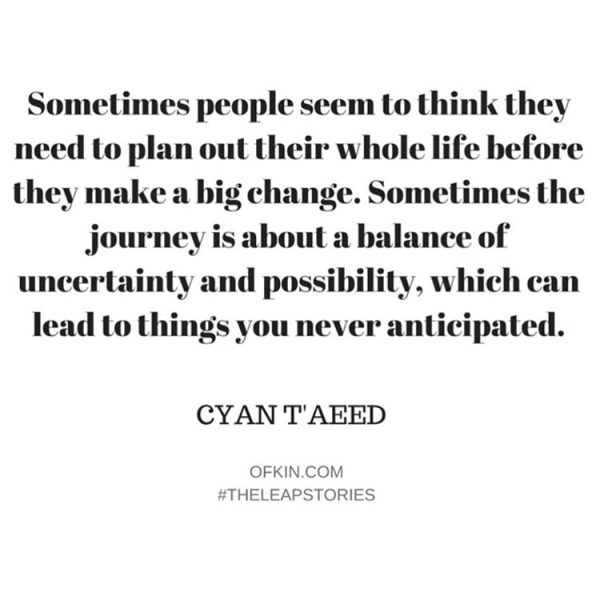 Sometimes people seem to think they
need to plan out their whole life before
they make a big change. Sometimes the
journey is about a balance of
uncertainty and possibility, which can
lead to things you never anticipated.
CYAN T'AEED
OFKIN.COM
#THELEAPSTORIES